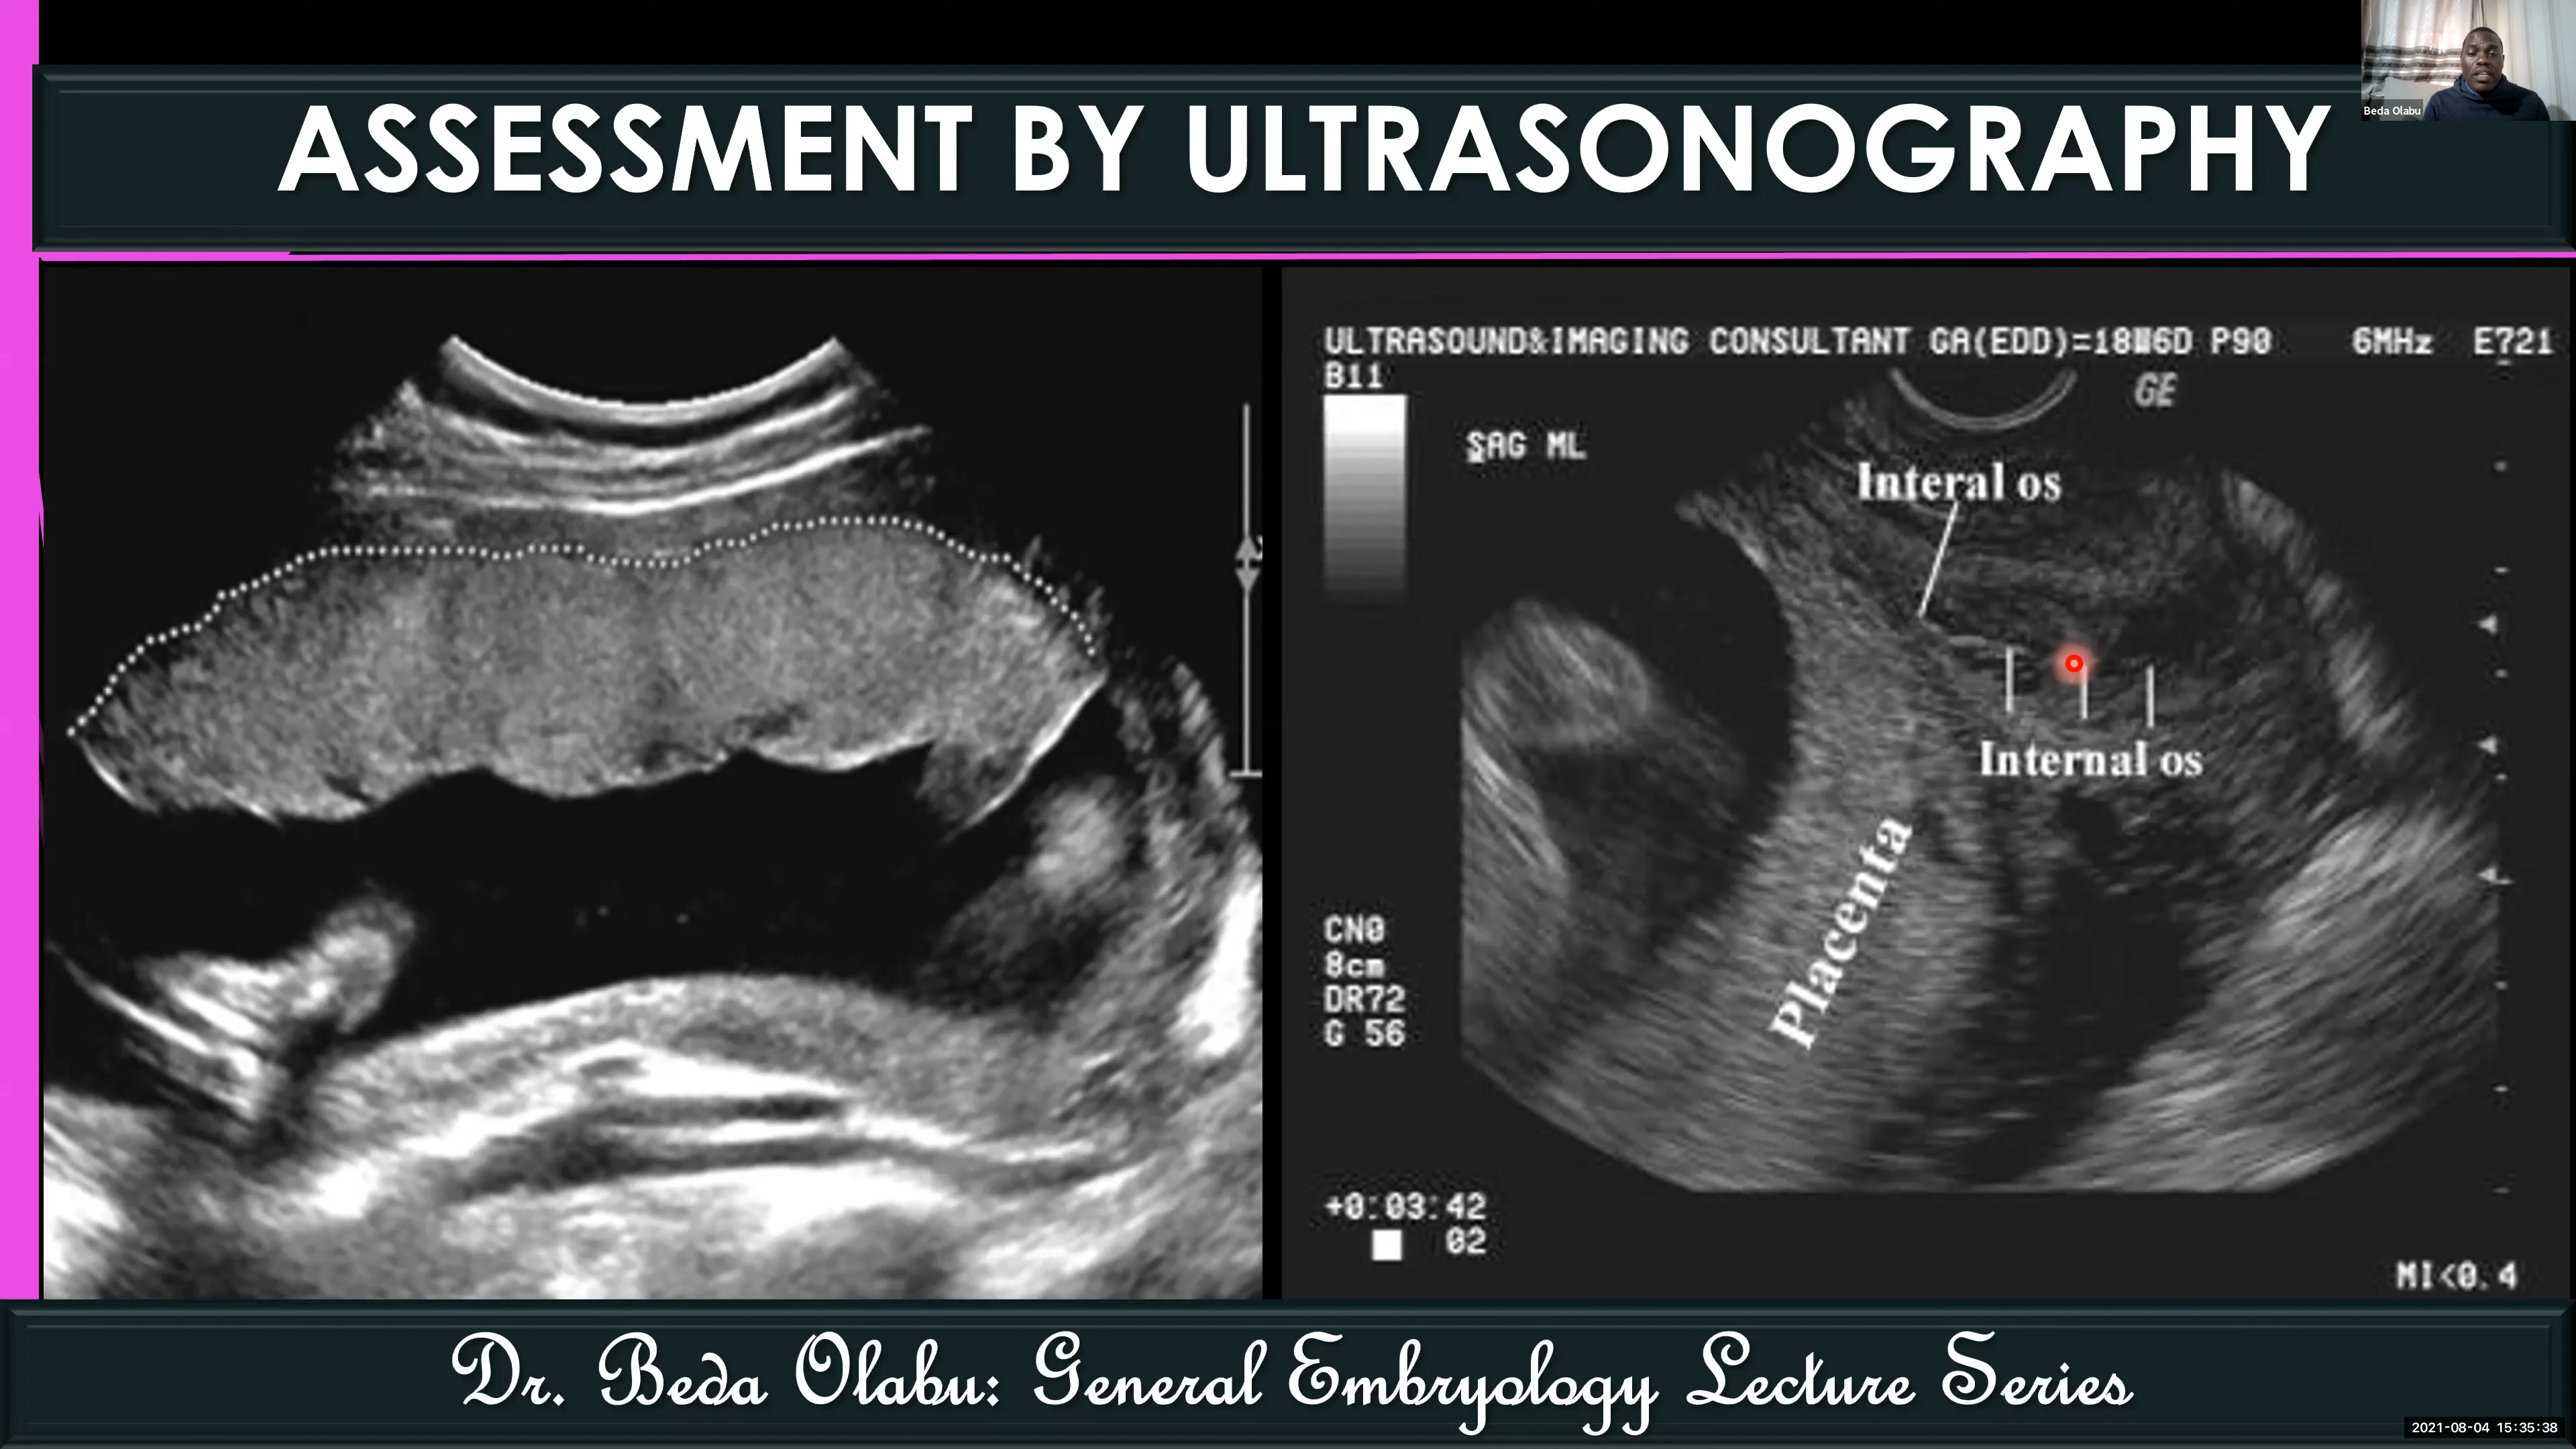 ASSESSMENT BY ULTRASONOGRAPHY
Beda Olabu
ULTRASOUND&IMAGING CONSULTANT GA(EDD)=18W6D P90 6MHz E721
B11
GE
SAG ML
Interal os
Internal os
Placenta
CN0
8cm
DR72
G 56
+0:03:42
02
MI<0.4
Dr. Beda Olabu: General Embryology Lecture Series
2021-08-04 15:35:38